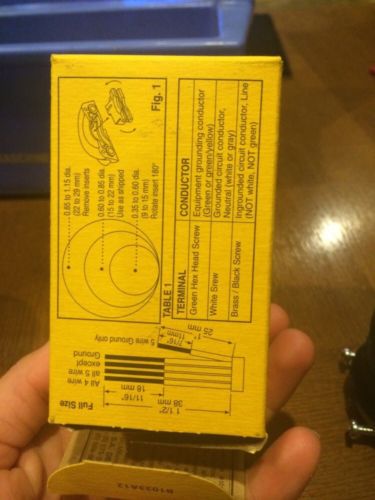 0.85 to 1.15 dia.
(22 to 29 mm)
Remove inserts
0.60 to 0.85 dia.
(15 to 22 mm)
Use as shipped
0.35 to 0.60 dia.
(9 to 15 mm)
Rotate insert 180°
Fig. 1
TABLE 1
TERMINAL
CONDUCTOR
Green Hex Head Screw
Equipment grounding conductor
(Green or green/yellow)
White Srew
Grounded circuit conductor,
Neutral (white or gray)
Brass / Black Screw
Ingrounded circuit conductor, Line
(NOT white, NOT green)
Full Size
All 4 wire
all 5 wire
except
Ground
5 wire Ground only
1 1/2"
38 mm
11/16"
18 mm
7/16"
11mm
1"